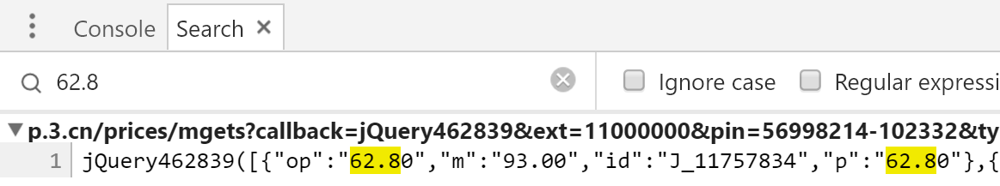 Console Search ×
62.8 Ignore case Regular expressi
p.3.cn/prices/mgets?callback=jQuery462839&ext=11000000&pin=56998214-102332&ty
1 jQuery462839([{"op":"62.80","m":"93.00","id":"J_11757834","p":"62.80"},{